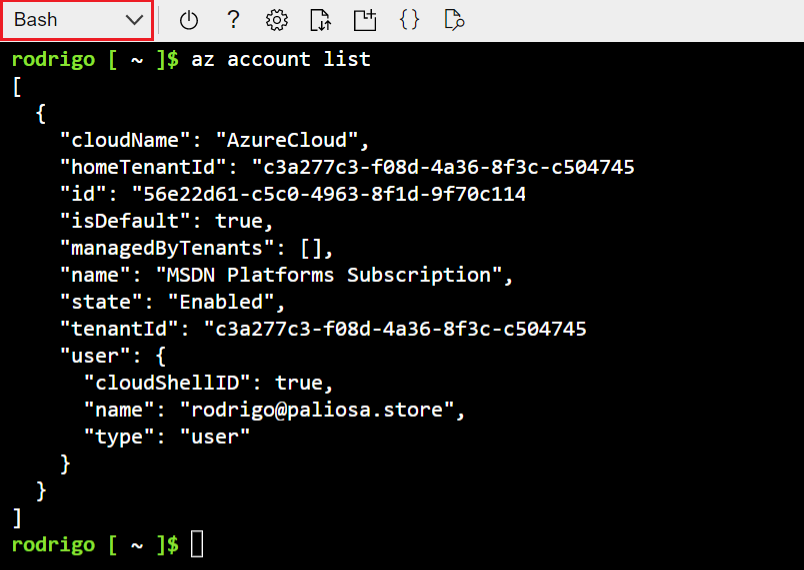 Bash ?  { }
rodrigo [ ~ ]$ az account list
[
  {
    "cloudName": "AzureCloud",
    "homeTenantId": "c3a277c3-f08d-4a36-8f3c-c504745
    "id": "56e22d61-c5c0-4963-8f1d-9f70c114
    "isDefault": true,
    "managedByTenants": [],
    "name": "MSDN Platforms Subscription",
    "state": "Enabled",
    "tenantId": "c3a277c3-f08d-4a36-8f3c-c504745
    "user": {
      "cloudShellID": true,
      "name": "rodrigo@paliosa.store",
      "type": "user"
    }
  }
]
rodrigo [ ~ ]$